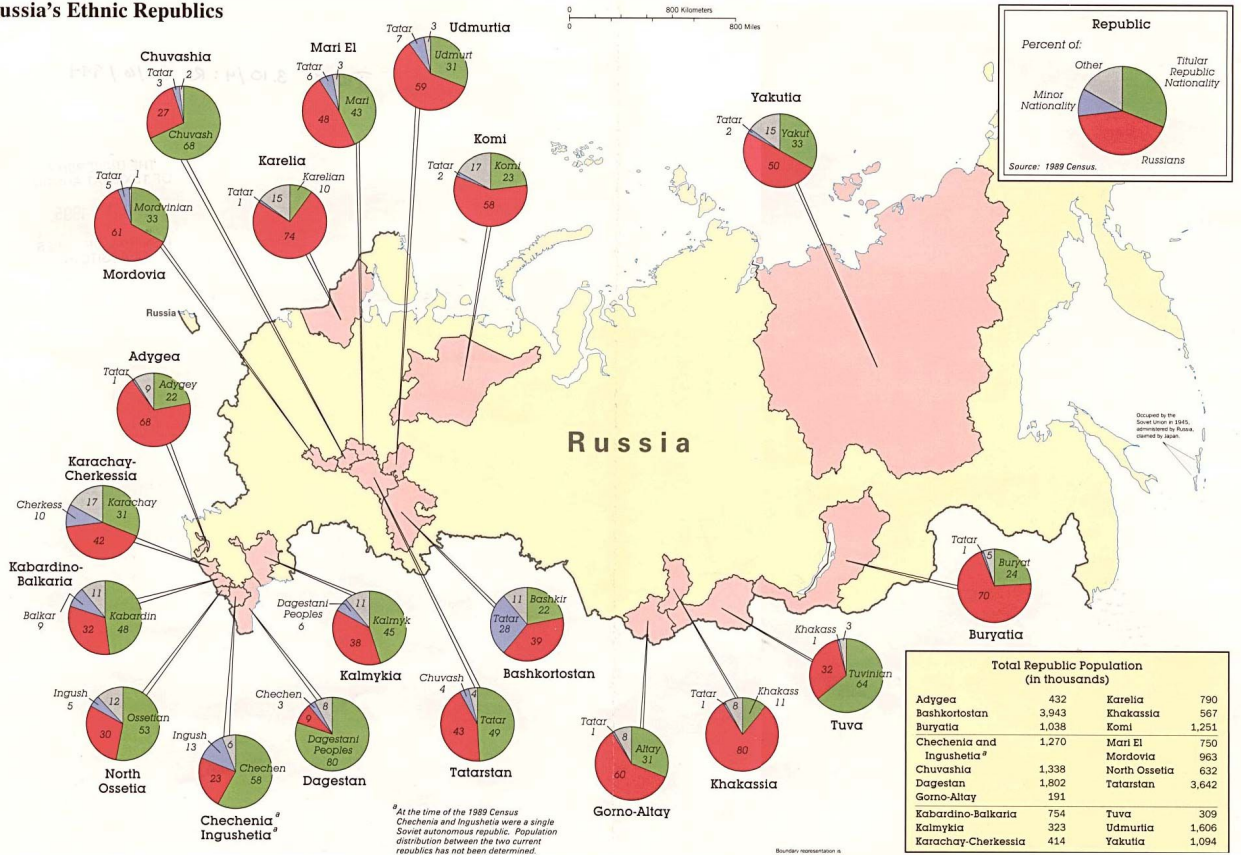 ussia's Ethnic Republics
0 800 Kilometers
0 800 Miles
Republic
Percent of:
Other
Titular
Republic
Nationality
Minor
Nationality
Russians
Source: 1989 Census.
Chuvashia
Tatar
3
2
27
Chuvash
68
Mari El
Tatar
6
3
Mari
43
48
Udmurtia
Tatar
7
3
Udmurt
31
59
Komi
Tatar
2
17
Komi
23
58
Karelia
Tatar
1
15
Karelian
10
74
Tatar
5
1
Mordvinian
33
61
Mordovia
Yakutia
Tatar
2
15
Yakut
33
50
Russia
Russia
Occupied by the
Soviet Union in 1945,
administered by Russia,
claimed by Japan.
Adygea
Tatar
1
9
Adygey
22
68
Karachay-
Cherkessia
Cherkess
10
17
Karachay
31
42
Kabardino-
Balkaria
Balkar
9
11
Kabardin
48
32
Ingush
5
12
Ossetian
53
30
North
Ossetia
Ingush
13
6
Chechen
58
23
Chechenia a
Ingushetia a
Chechen
3
8
9
Dagestani
Peoples
80
Dagestan
Dagestani
Peoples
6
11
Kalmyk
45
38
Kalmykia
Chuvash
4
4
Tatar
49
43
Tatarstan
11
Bashkir
22
Tatar
28
39
Bashkortostan
Tatar
1
8
Altay
31
60
Gorno-Altay
Tatar
1
8
Khakass
11
80
Khakassia
Khakass
1
3
32
Tuvinian
64
Tuva
Tatar
1
5
Buryat
24
70
Buryatia
a At the time of the 1989 Census
Chechenia and Ingushetia were a single
Soviet autonomous republic. Population
distribution between the two current
republics has not been determined.
Boundary representation is
Total Republic Population
(in thousands)
Adygea 432 Karelia 790
Bashkortostan 3,943 Khakassia 567
Buryatia 1,038 Komi 1,251
Chechenia and 1,270 Mari El 750
Ingushetia a Mordovia 963
Chuvashia 1,338 North Ossetia 632
Dagestan 1,802 Tatarstan 3,642
Gorno-Altay 191
Kabardino-Balkaria 754 Tuva 309
Kalmykia 323 Udmurtia 1,606
Karachay-Cherkessia 414 Yakutia 1,094